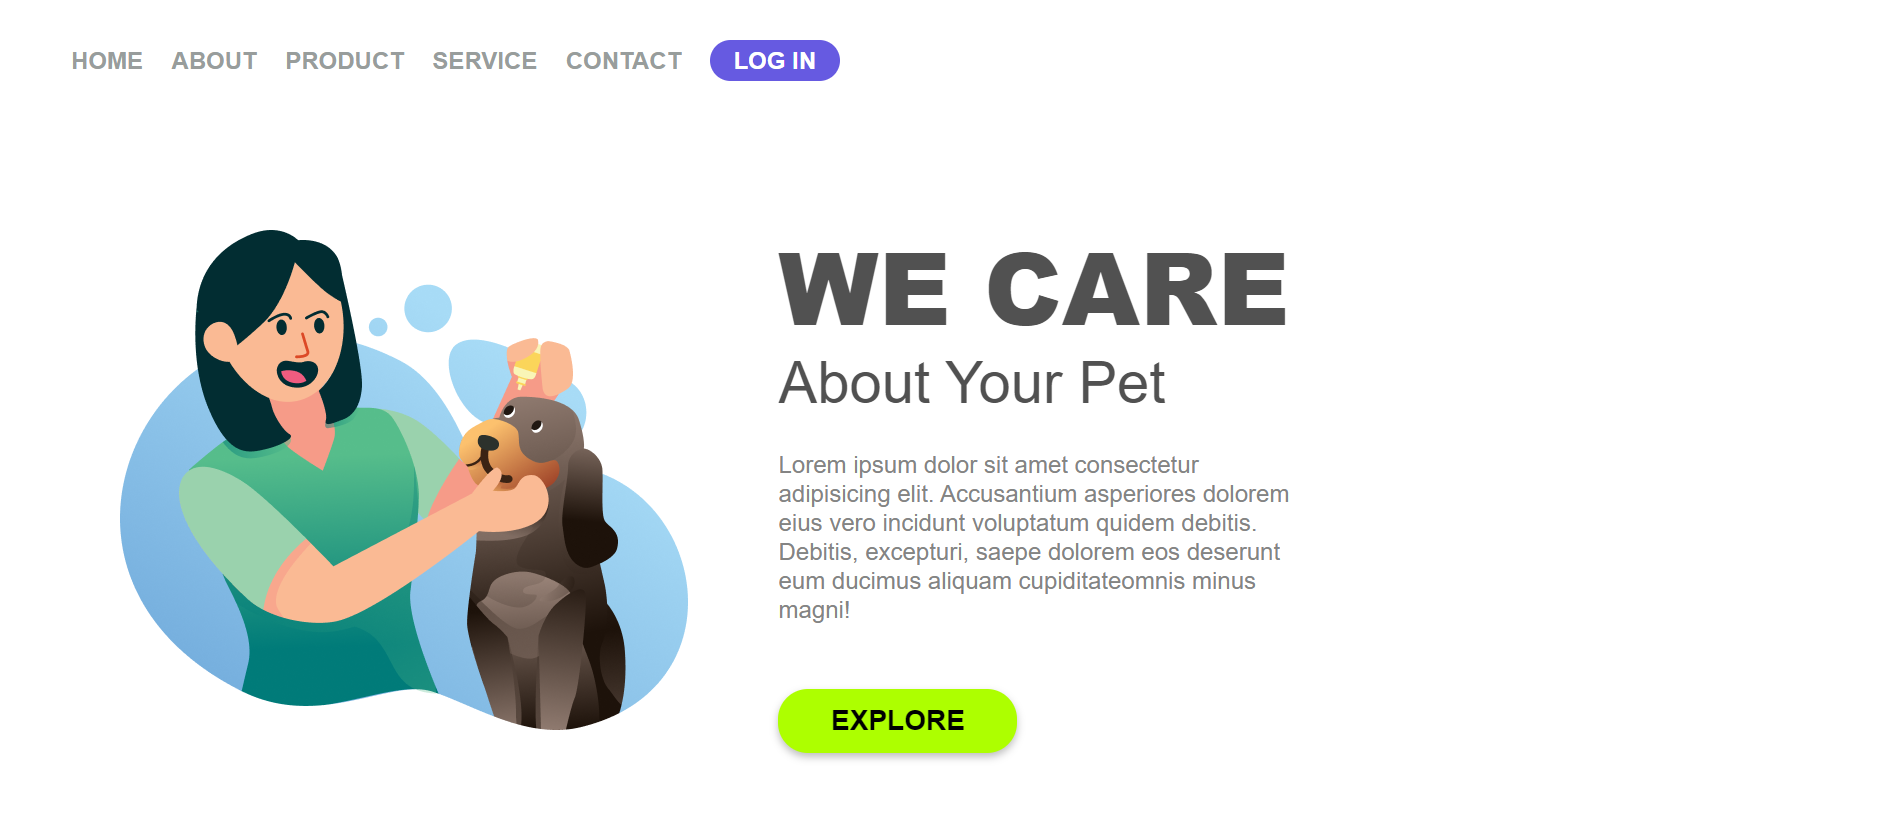 HOME ABOUT PRODUCT SERVICE CONTACT LOG IN
WE CARE
About Your Pet
Lorem ipsum dolor sit amet consectetur
adipisicing elit. Accusantium asperiores dolorem
eius vero incidunt voluptatum quidem debitis.
Debitis, excepturi, saepe dolorem eos deserunt
eum ducimus aliquam cupiditateomnis minus
magni!
EXPLORE